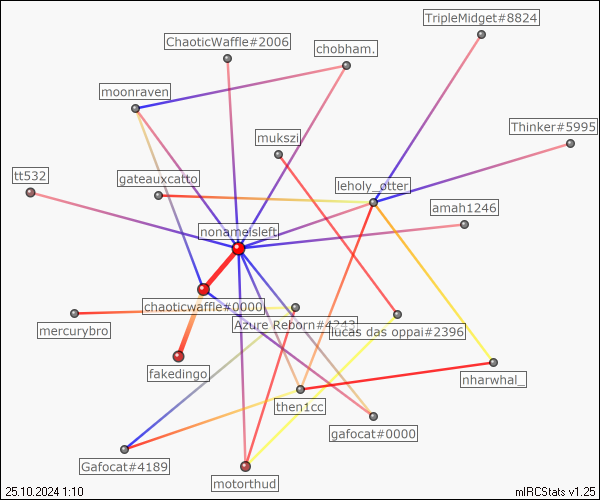 TripleMidget#8824
ChaoticWaffle#2006
chobham.
moonraven
Thinker#5995
mukszi
tt532
gateauxcatto
leholy_otter
amah1246
nonameisleft
chaoticwaffle#0000
Azure Reborn#4343
mercurybro
lucas das oppai#2396
fakedingo
nharwhal_
then1cc
gafocat#0000
Gafocat#4189
motorthud
25.10.2024 1:10
mIRCStats v1.25